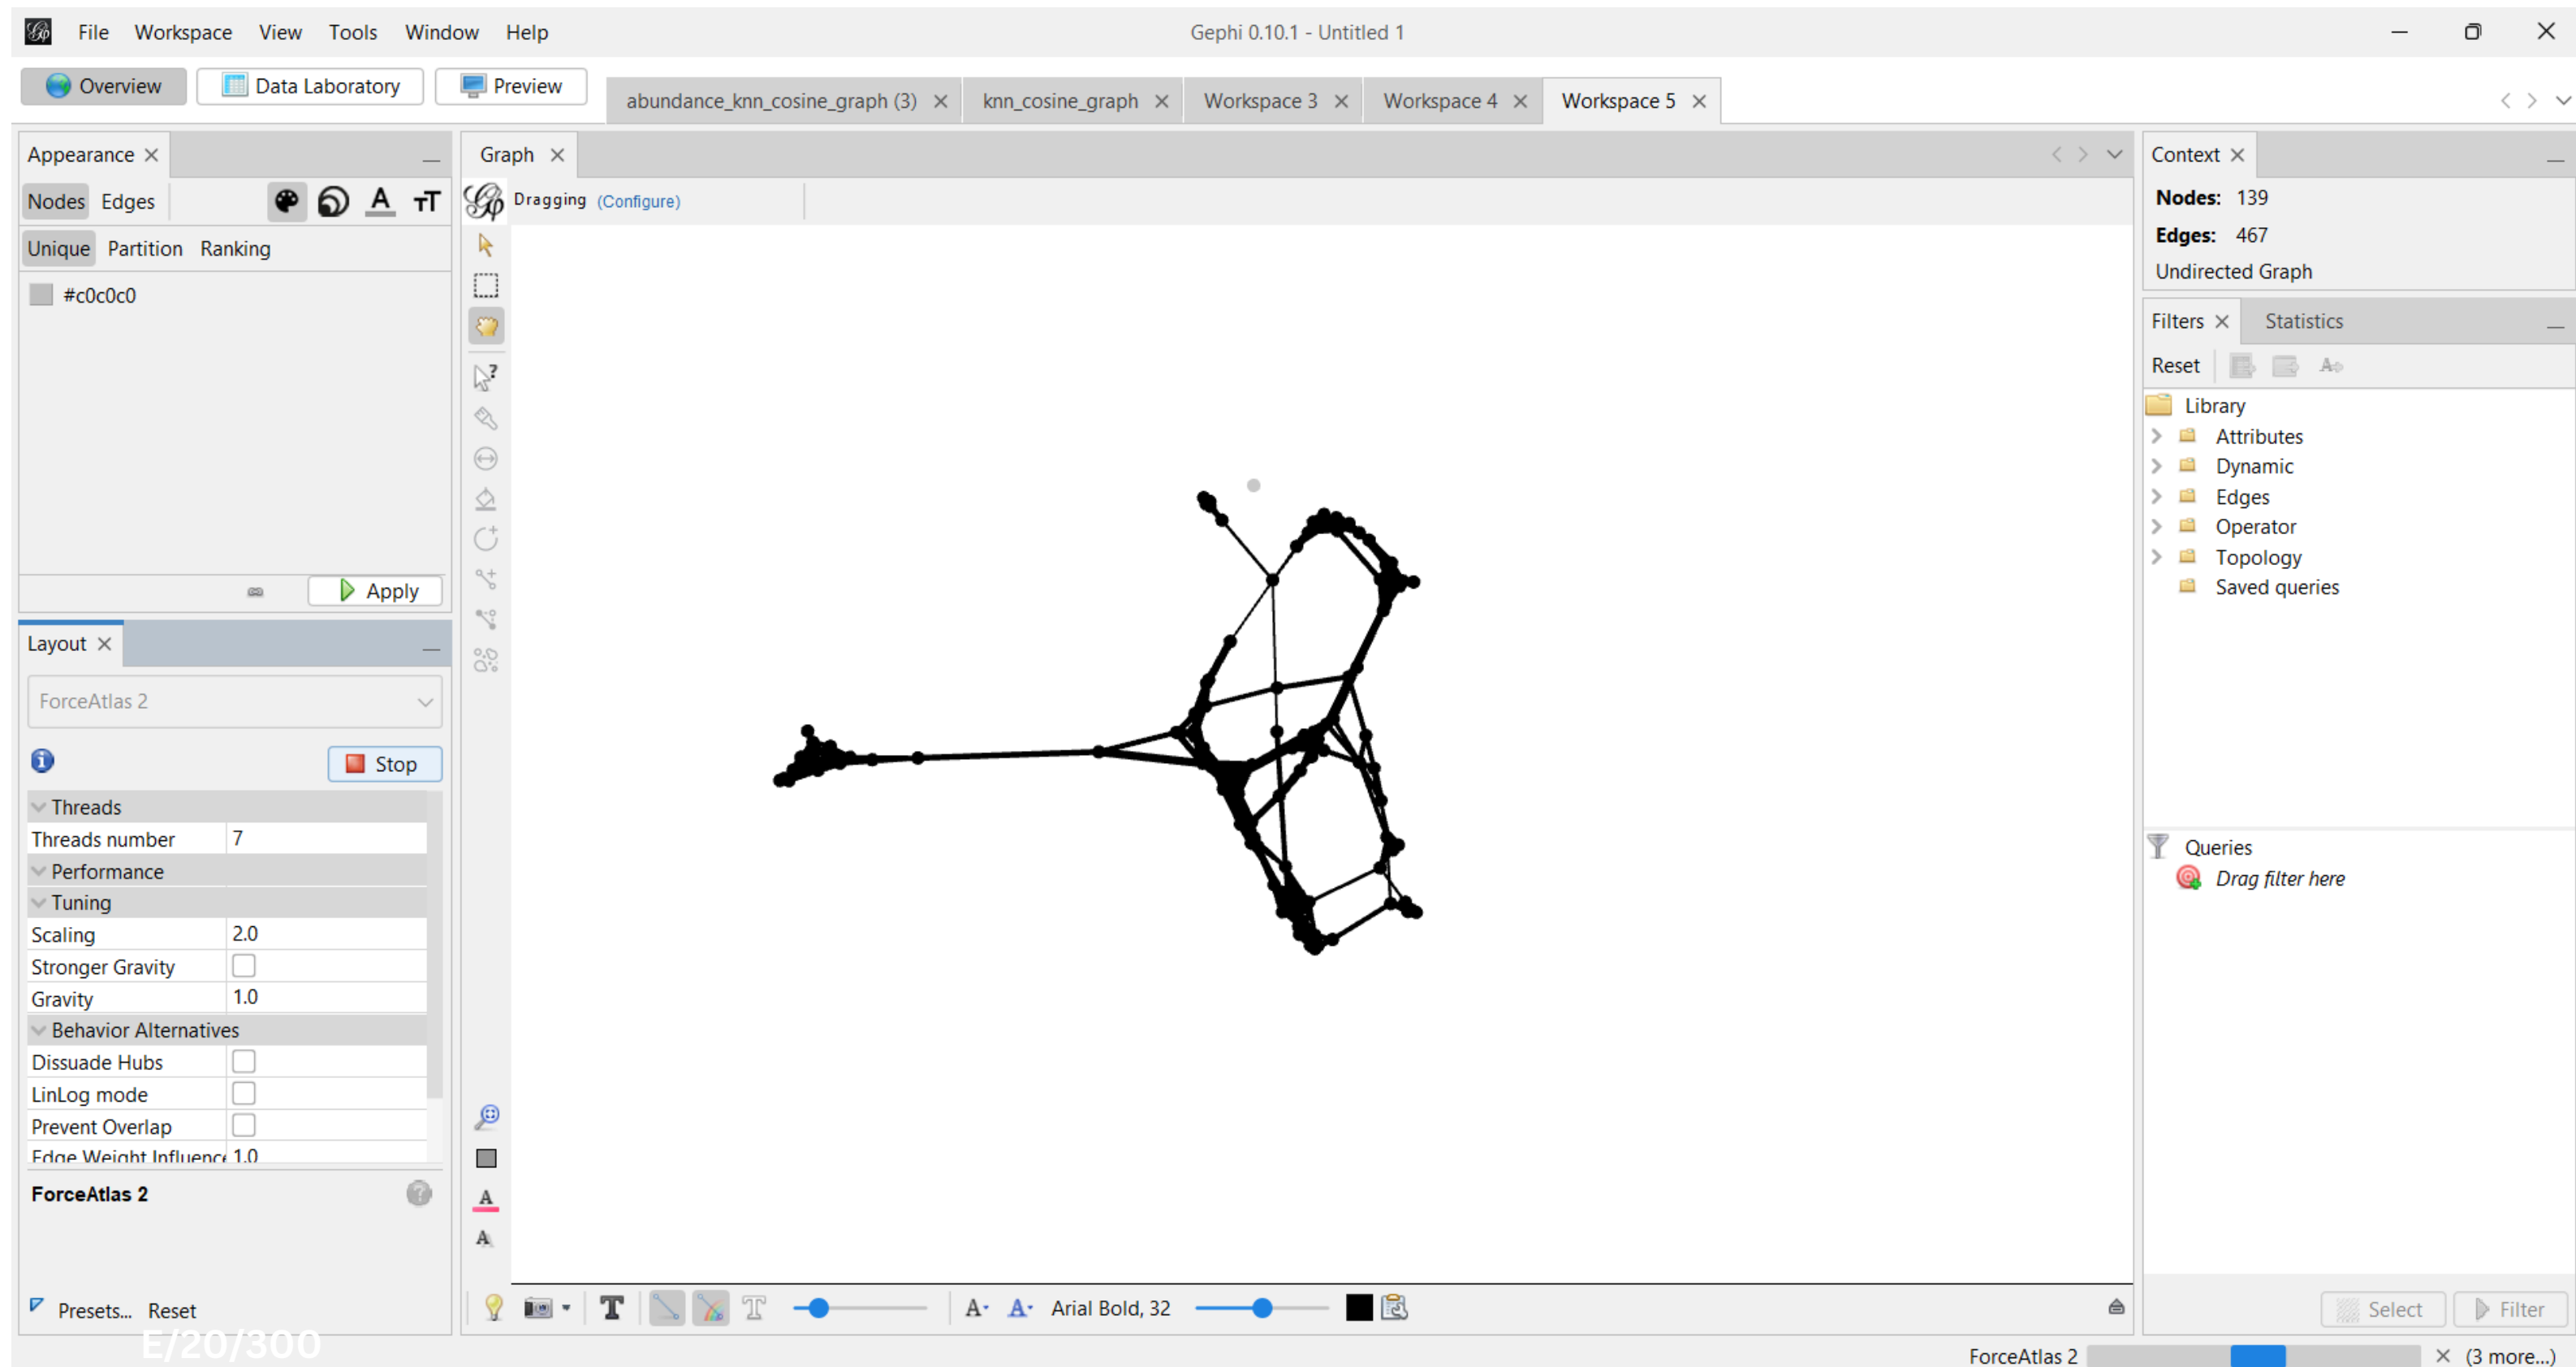 File Workspace View Tools Window Help
Gephi 0.10.1 - Untitled 1
Overview Data Laboratory Preview
abundance_knn_cosine_graph (3) knn_cosine_graph Workspace 3 Workspace 4 Workspace 5
Appearance
Nodes Edges
Unique Partition Ranking
#c0c0c0
Apply
Layout
ForceAtlas 2
Stop
Threads
Threads number 7
Performance
Tuning
Scaling 2.0
Stronger Gravity
Gravity 1.0
Behavior Alternatives
Dissuade Hubs
LinLog mode
Prevent Overlap
Edge Weight Influence 1.0
ForceAtlas 2
Presets... Reset
E/20/300
Graph
Dragging (Configure)
Arial Bold, 32
Context
Nodes: 139
Edges: 467
Undirected Graph
Filters Statistics
Reset
Library
Attributes
Dynamic
Edges
Operator
Topology
Saved queries
Queries
Drag filter here
Select Filter
ForceAtlas 2 (3 more...)